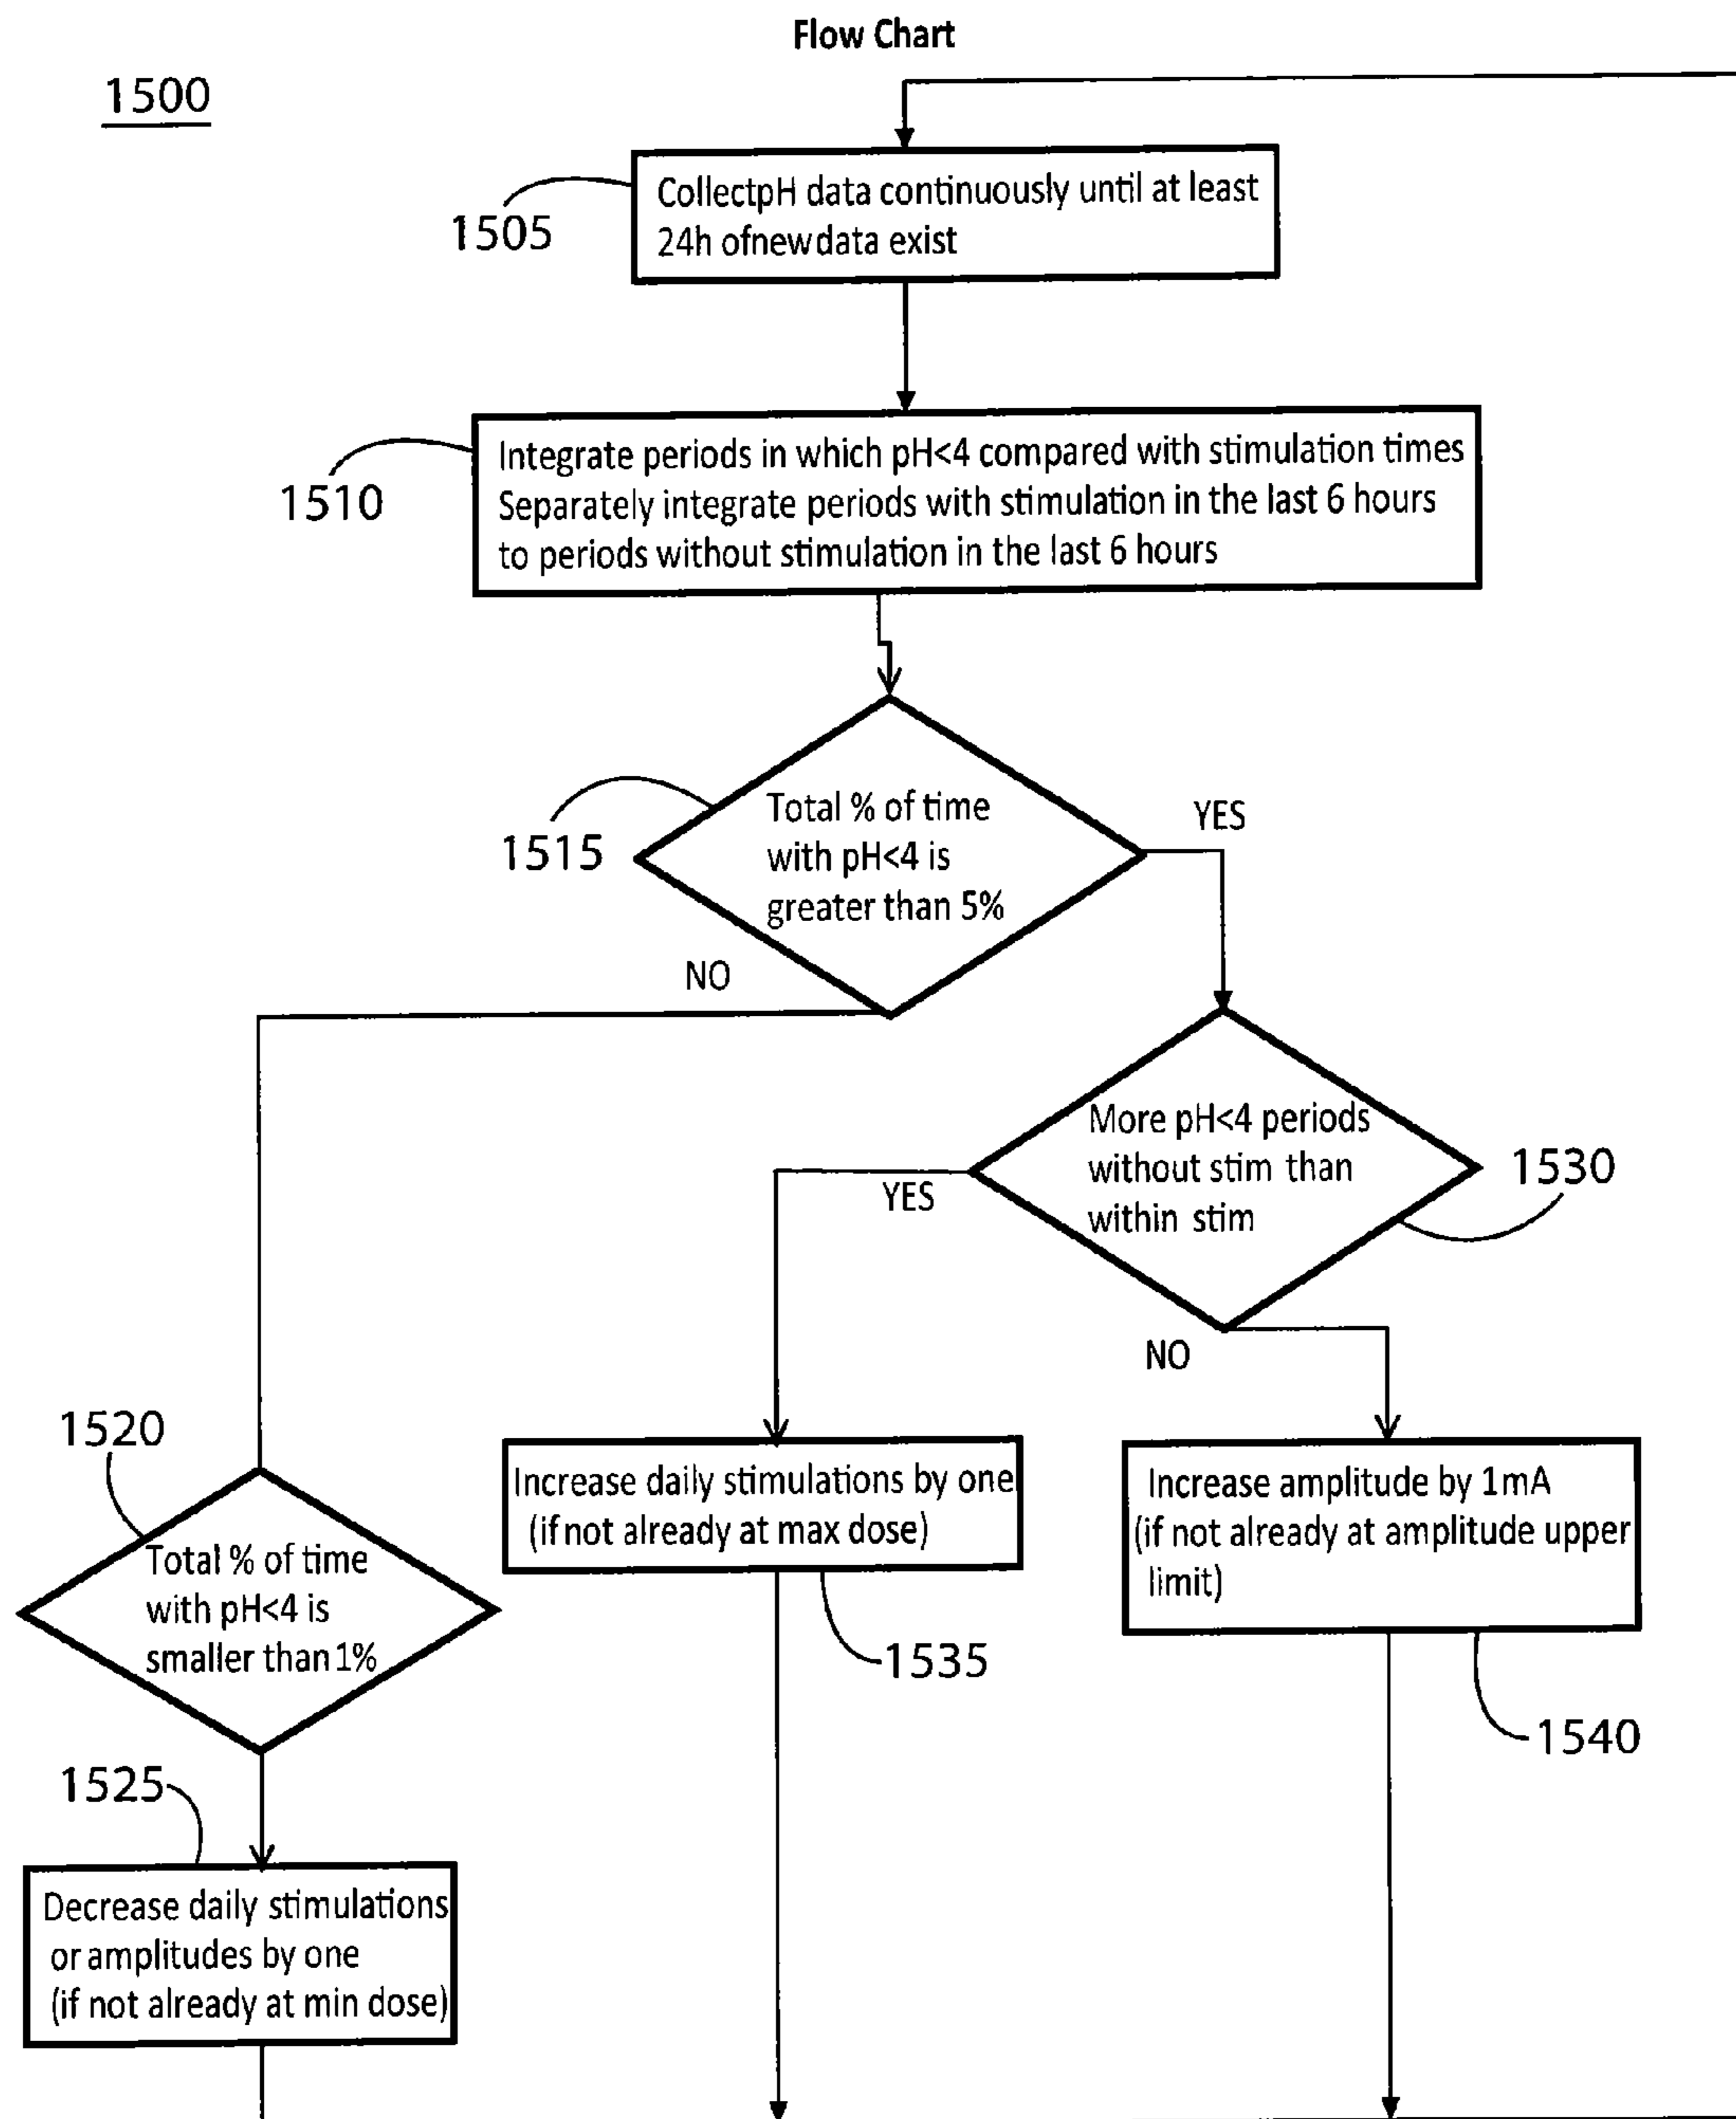 Flow Chart
1500
CollectpH data continuously until at least
24h ofnewdata exist
1505
Integrate periods in which pH<4 compared with stimulation times
Separately integrate periods with stimulation in the last 6 hours
to periods without stimulation in the last 6 hours
1510
Total % of time
with pH<4 is
greater than 5%
1515
YES
NO
More pH<4 periods
without stim than
within stim
1530
YES
NO
1520
Total % of time
with pH<4 is
smaller than 1%
Increase daily stimulations by one
(if not already at max dose)
1535
Increase amplitude by 1mA
(if not already at amplitude upper
limit)
1540
1525
Decrease daily stimulations
or amplitudes by one
(if not already at min dose)